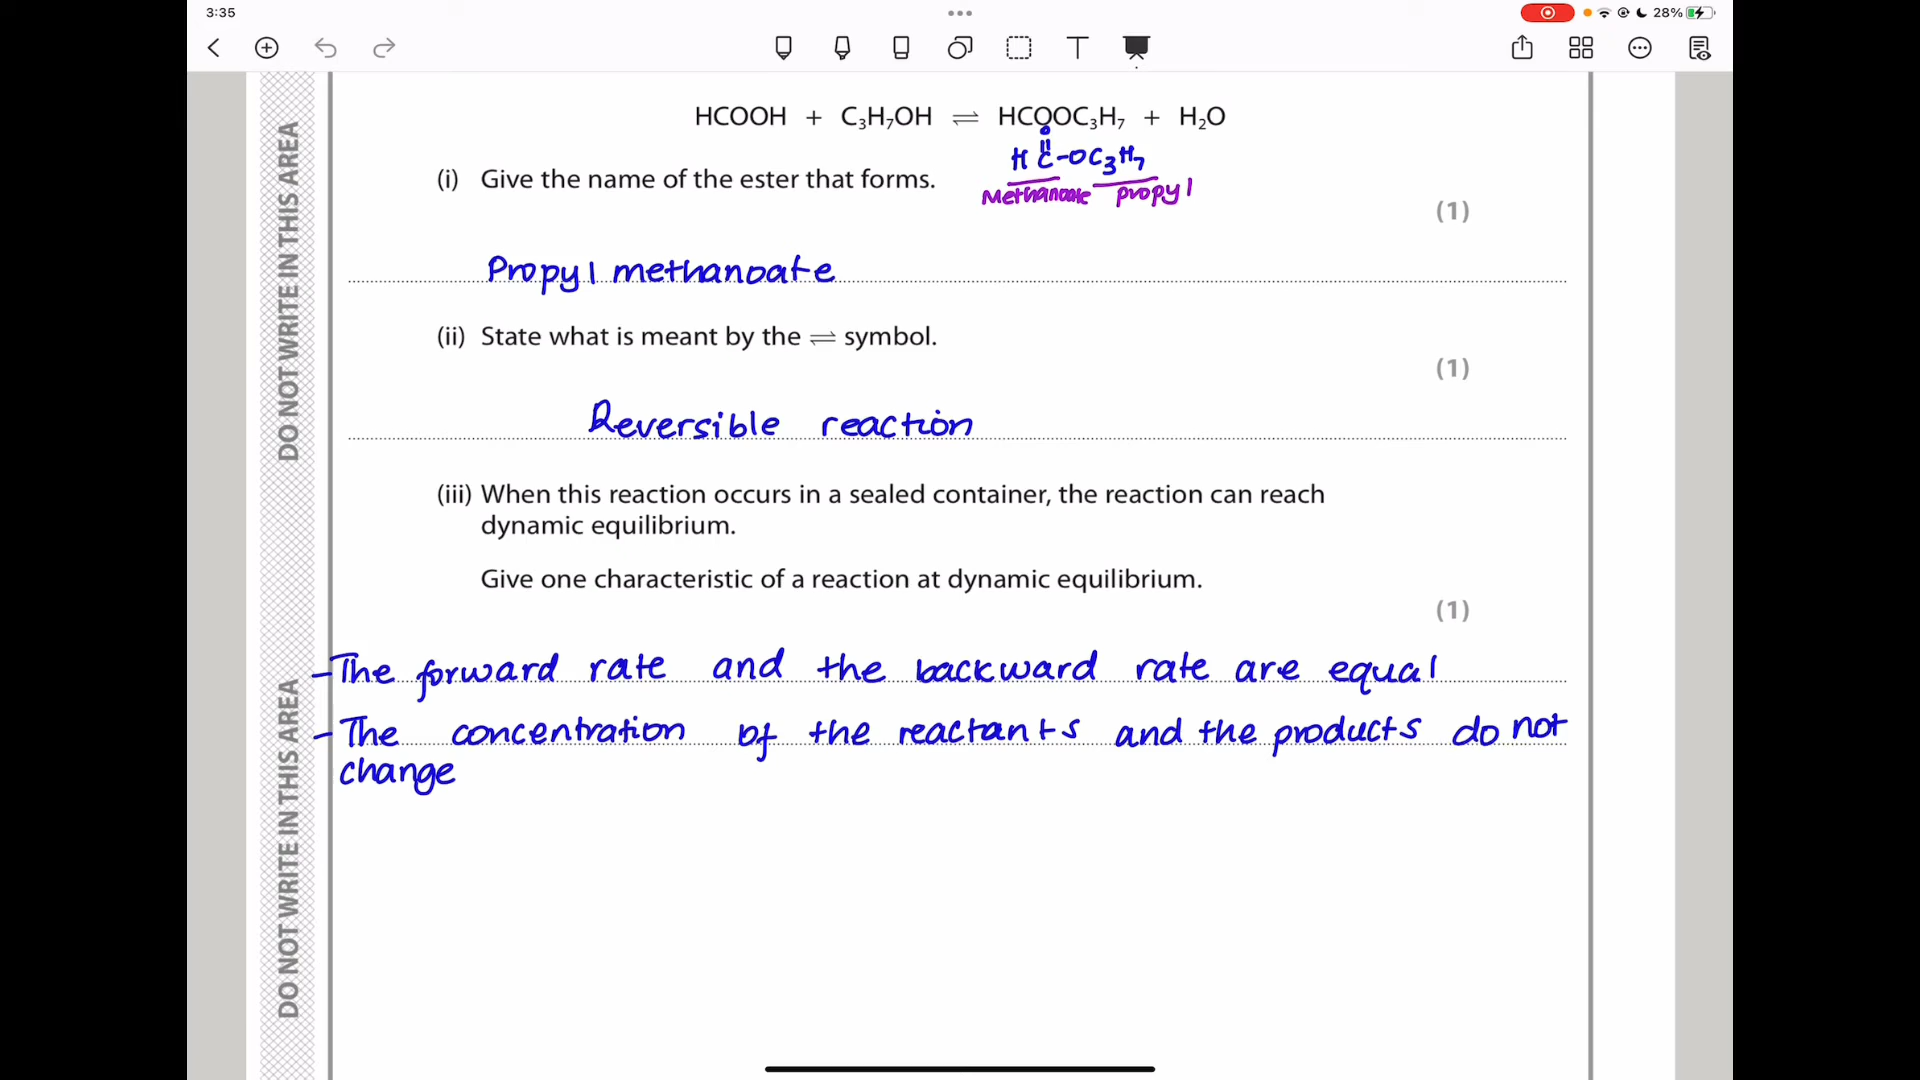 3:35
28%
HCOOH + C₃H₇OH ⇌ HCOOC₃H₇ + H₂O
O
H C-OC₃H₇
(i) Give the name of the ester that forms.
Methanoate propyl
(1)
Propyl methanoate
(ii) State what is meant by the ⇌ symbol.
(1)
Reversible reaction
(iii) When this reaction occurs in a sealed container, the reaction can reach
dynamic equilibrium.
Give one characteristic of a reaction at dynamic equilibrium.
(1)
-The forward rate and the backward rate are equal
-The concentration of the reactants and the products do not
change
DO NOT WRITE IN THIS AREA
DO NOT WRITE IN THIS AREA